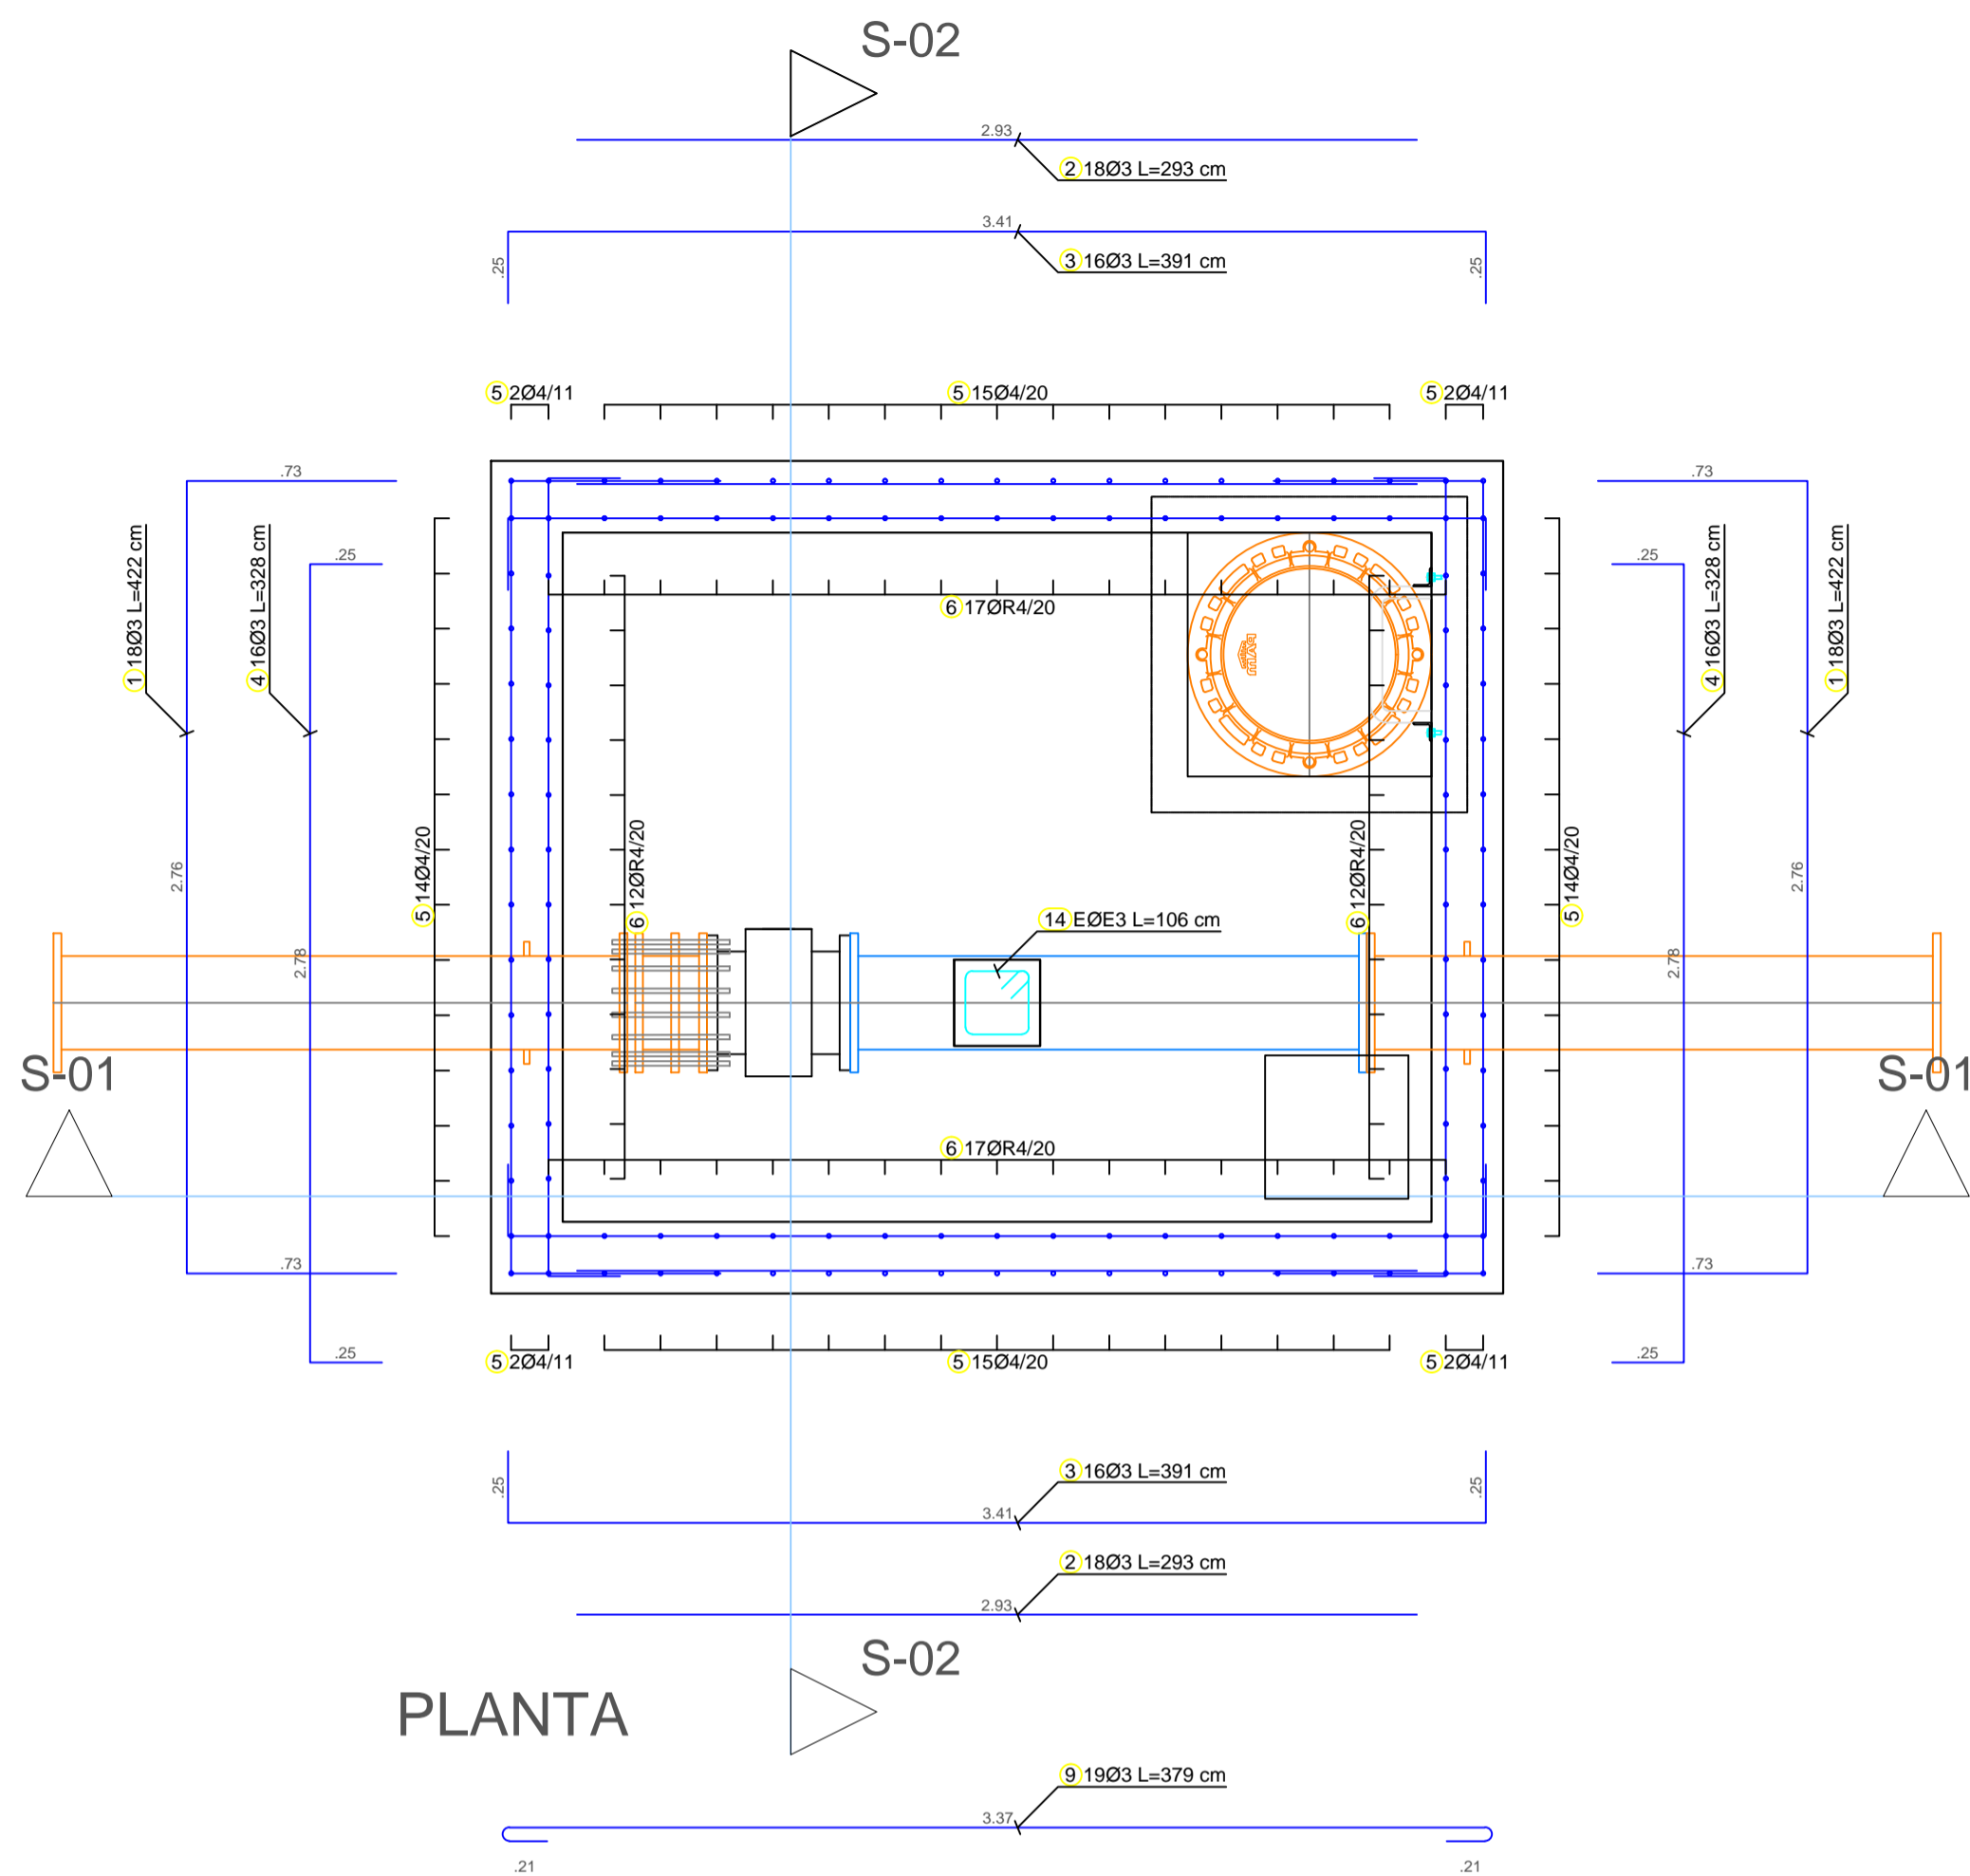 S-02
2.93
2 18Ø3 L=293 cm
3.41
.25
.25
3 16Ø3 L=391 cm
5 2Ø4/11
5 15Ø4/20
5 2Ø4/11
.73
.73
1 18Ø3 L=422 cm
4 16Ø3 L=328 cm
.25
.25
4 16Ø3 L=328 cm
1 18Ø3 L=422 cm
6 17ØR4/20
PAM
2.76
5 14Ø4/20
6 12ØR4/20
6 12ØR4/20
5 14Ø4/20
2.76
14 EØE3 L=106 cm
2.78
2.78
S-01
S-01
6 17ØR4/20
.73
.73
.25
.25
5 2Ø4/11
5 15Ø4/20
5 2Ø4/11
3 16Ø3 L=391 cm
.25
.25
3.41
2 18Ø3 L=293 cm
2.93
S-02
PLANTA
9 19Ø3 L=379 cm
3.37
.21
.21